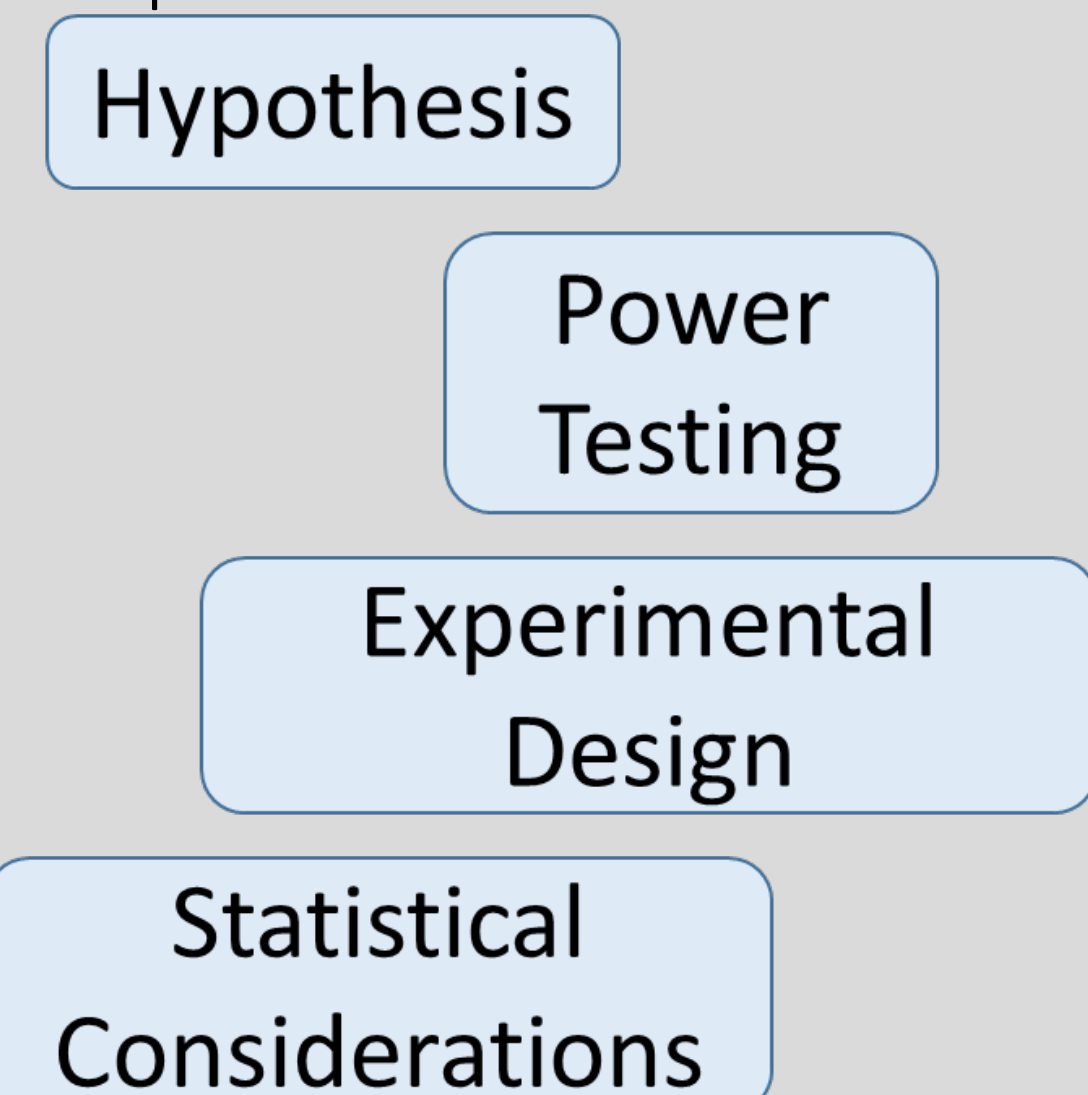 Hypothesis
Power
Testing
Experimental
Design
Statistical
Considerations